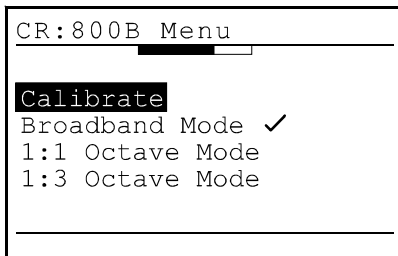 CR:800B Menu
Calibrate
Broadband Mode ✓
1:1 Octave Mode
1:3 Octave Mode